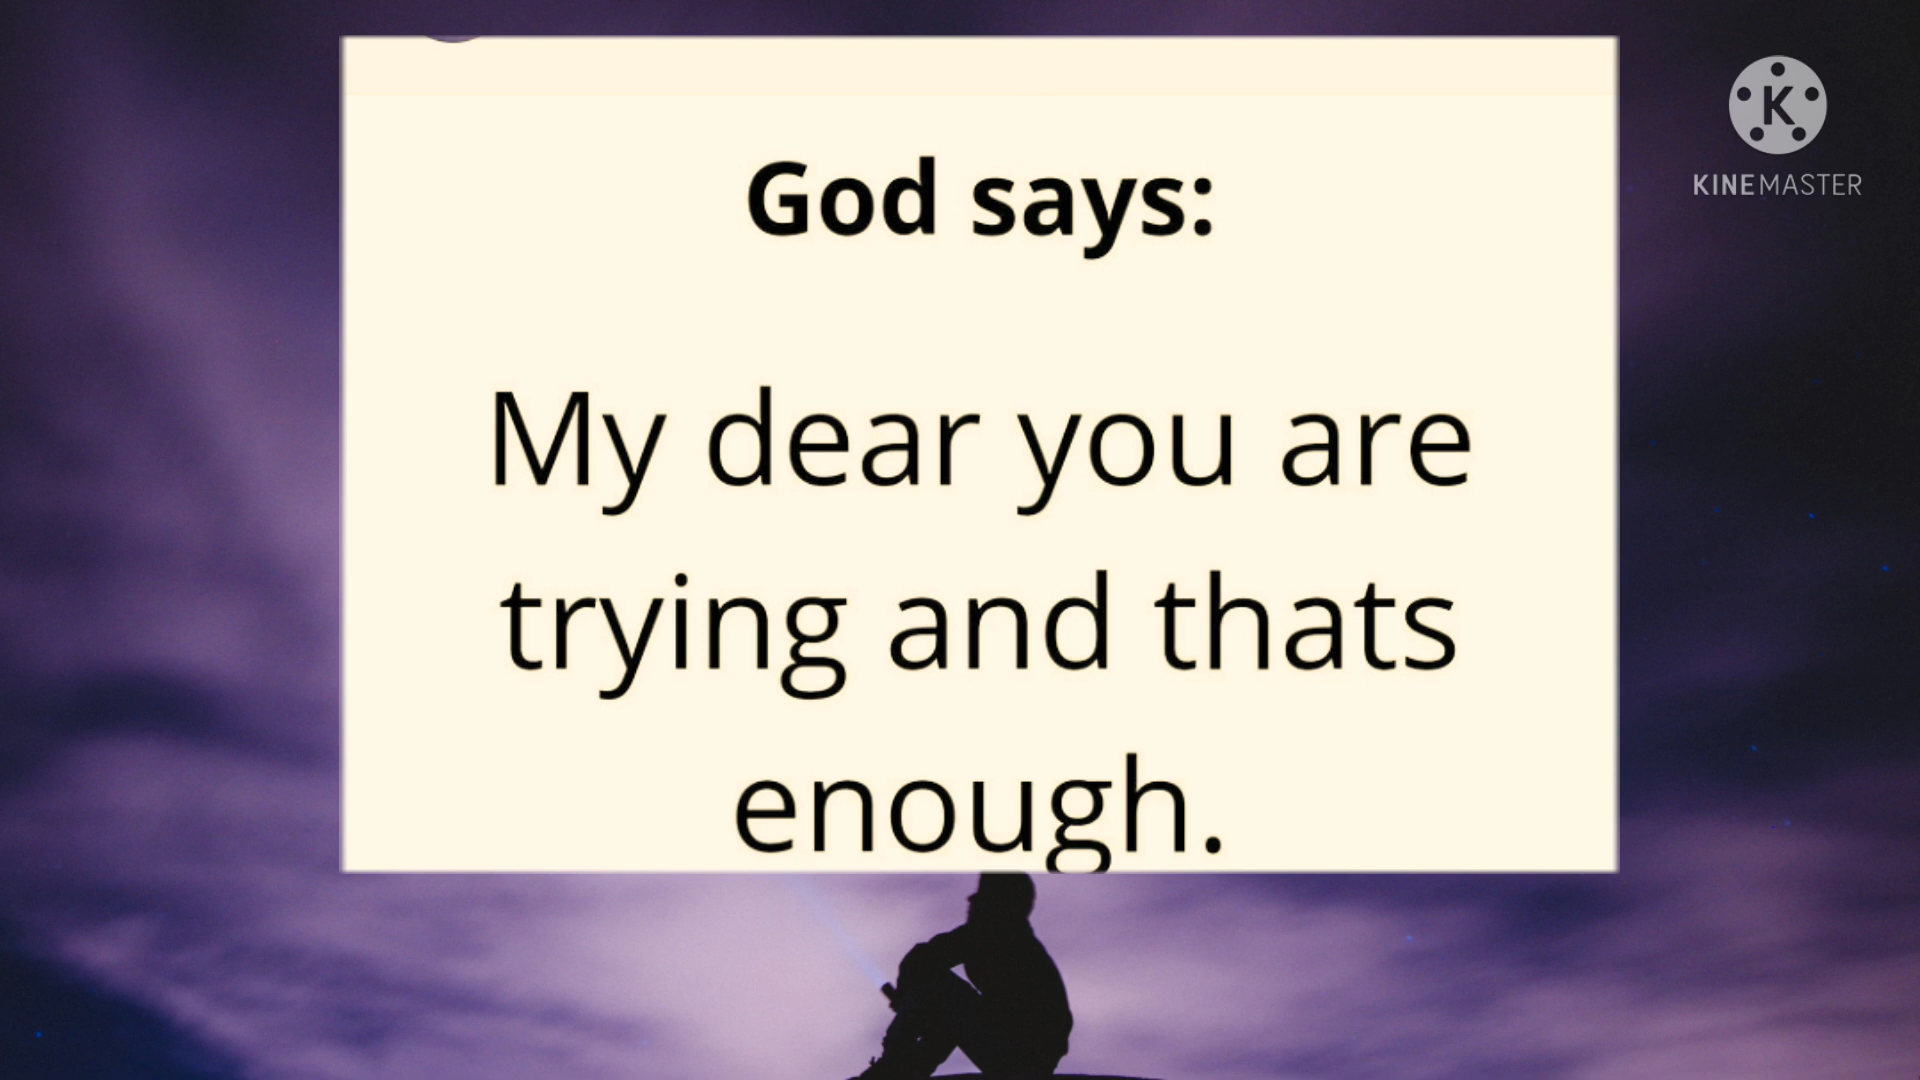 God says:
My dear you are
trying and thats
enough.
K
KINEMASTER